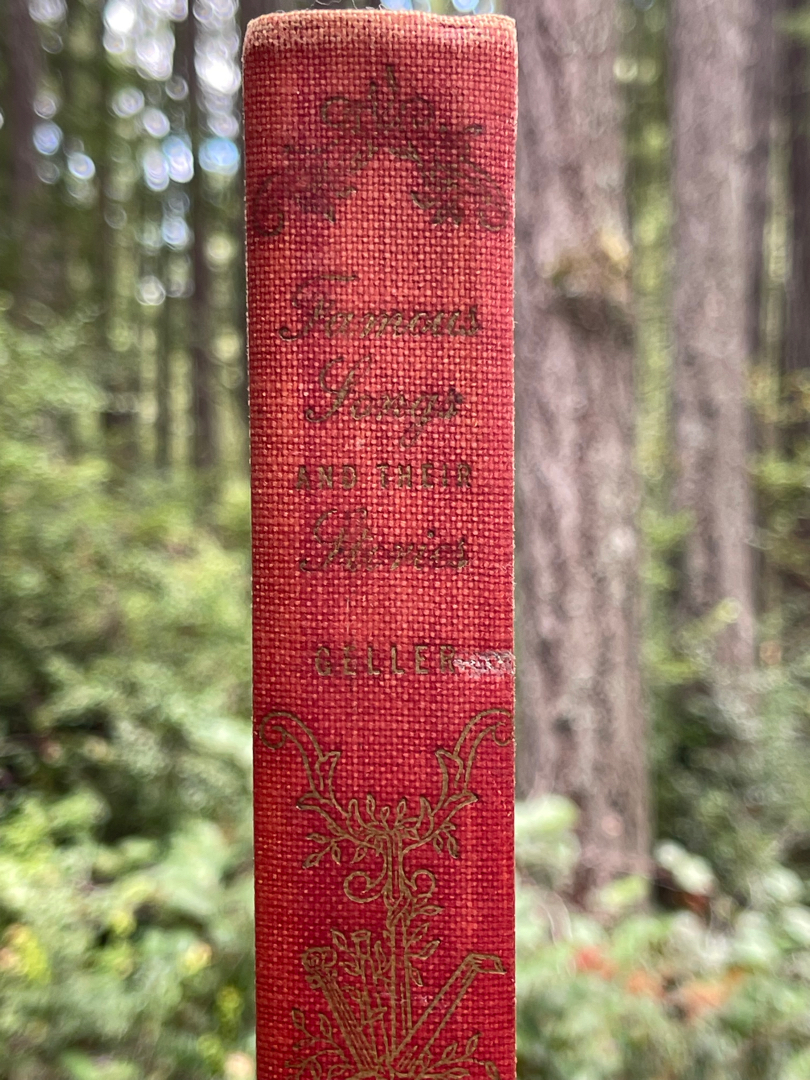 Famous
Songs
AND THEIR
Stories
GELLER